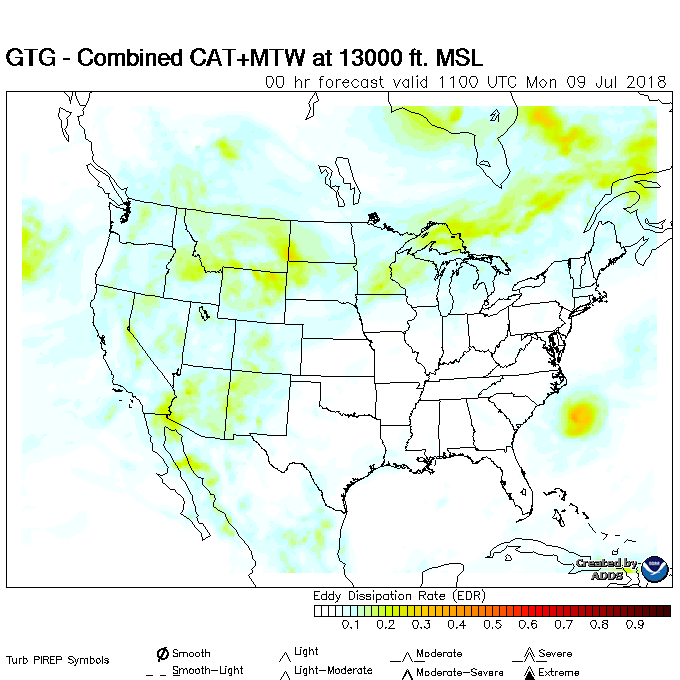 GTG - Combined CAT+MTW at 13000 ft. MSL
00 hr forecast valid 1100 UTC Mon 09 Jul 2018
Created by
ADDS
Eddy Dissipation Rate (EDR)
0.1 0.2 0.3 0.4 0.5 0.6 0.7 0.8 0.9
Turb PIREP Symbols
Smooth Light Moderate Severe
Smooth-Light Light-Moderate Moderate-Severe Extreme